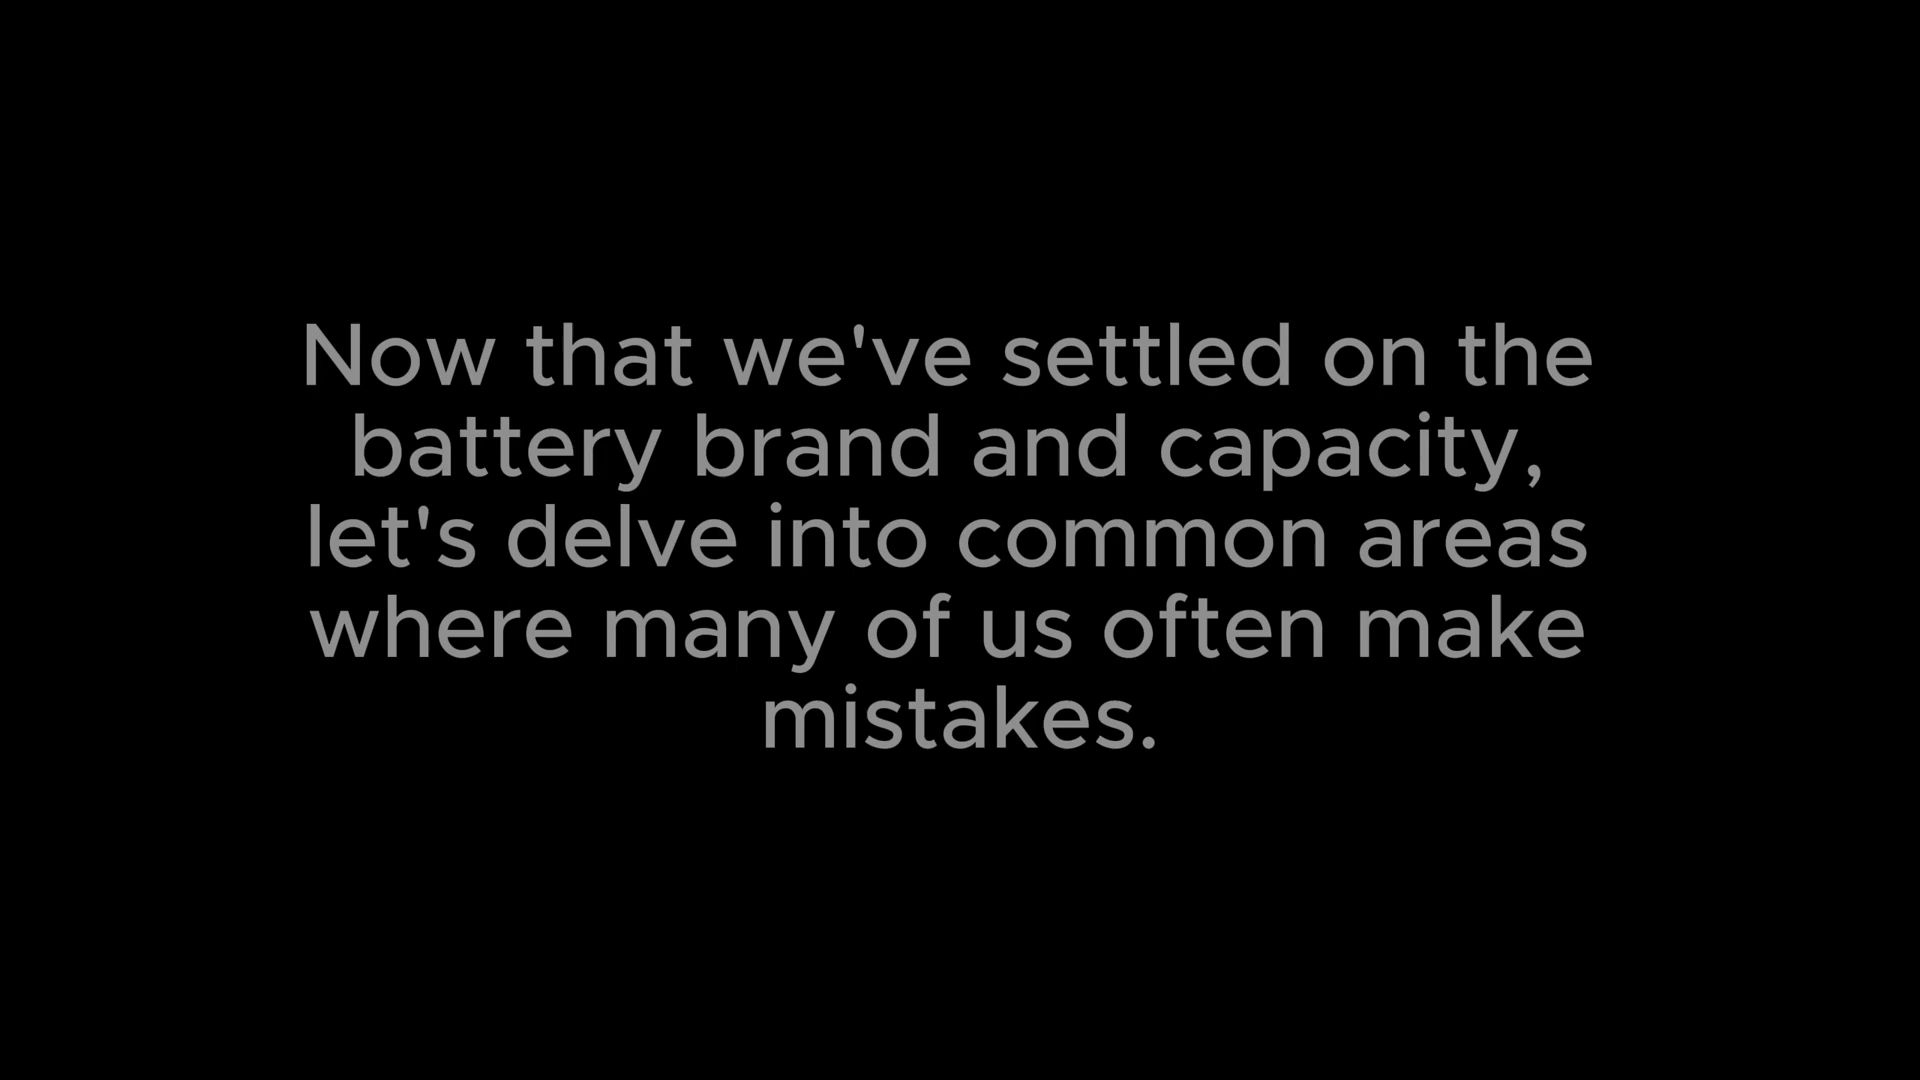 Now that we've settled on the
battery brand and capacity,
let's delve into common areas
where many of us often make
mistakes.